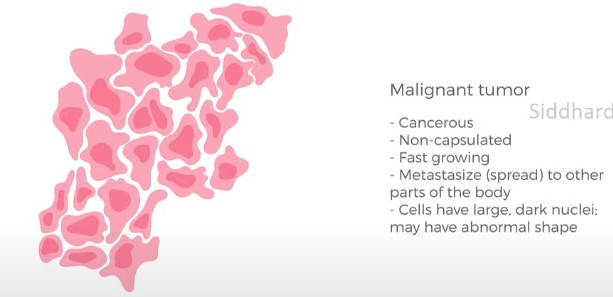 Malignant tumor
Siddhard
- Cancerous
- Non-capsulated
- Fast growing
- Metastasize (spread) to other
parts of the body
- Cells have large, dark nuclei;
may have abnormal shape